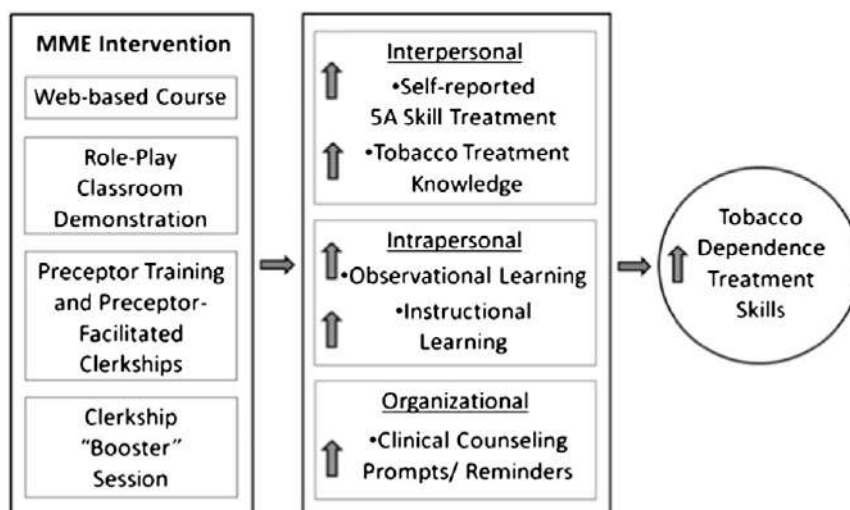 MME Intervention
Web-based Course
Role-Play
Classroom
Demonstration
Preceptor Training
and Preceptor-
Facilitated
Clerkships
Clerkship
“Booster”
Session
Interpersonal
•Self-reported
5A Skill Treatment
•Tobacco Treatment
Knowledge
Intrapersonal
•Observational Learning
•Instructional
Learning
Organizational
•Clinical Counseling
Prompts/ Reminders
Tobacco
Dependence
Treatment
Skills